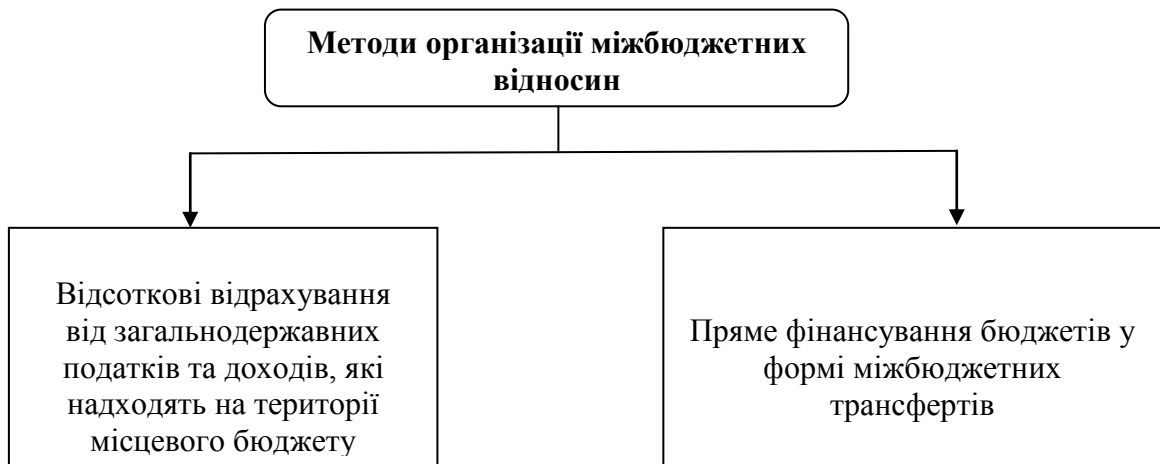 Методи організації міжбюджетних
відносин
Відсоткові відрахування
від загальнодержавних
податків та доходів, які
надходять на території
місцевого бюджету
Пряме фінансування бюджетів у
формі міжбюджетних
трансфертів